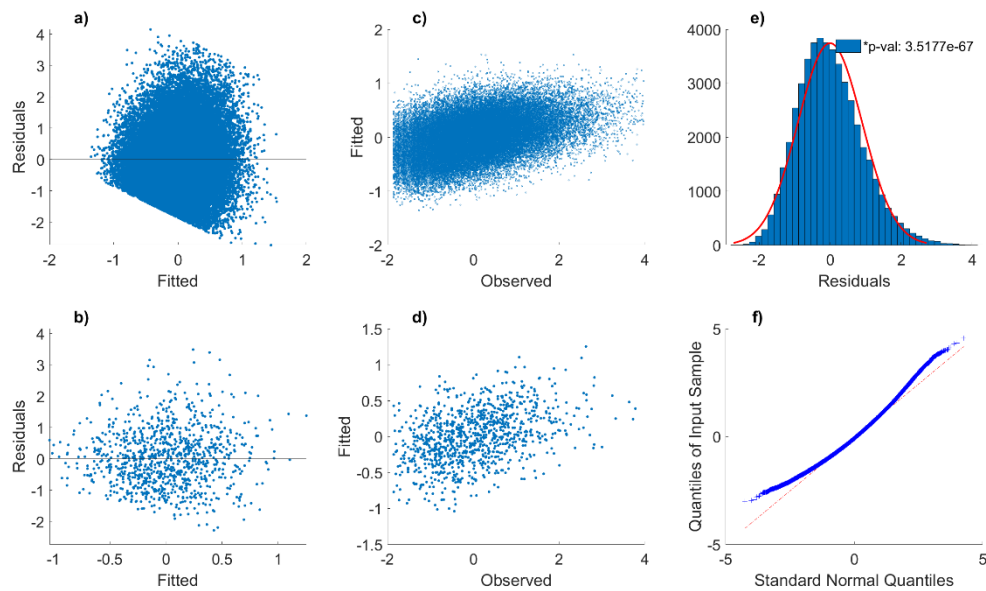 a)
Residuals
4
3
2
1
0
-1
-2
-2 -1 0 1 2
Fitted
c)
Fitted
2
1
0
-1
-2
-2 0 2 4
Observed
e)
4000
3000
2000
1000
0
*p-val: 3.5177e-67
-2 0 2 4
Residuals
b)
Residuals
4
3
2
1
0
-1
-2
-1 -0.5 0 0.5 1
Fitted
d)
Fitted
1.5
1
0.5
0
-0.5
-1
-1.5
-2 0 2 4
Observed
f)
Quantiles of Input Sample
5
0
-5
-5 0 5
Standard Normal Quantiles